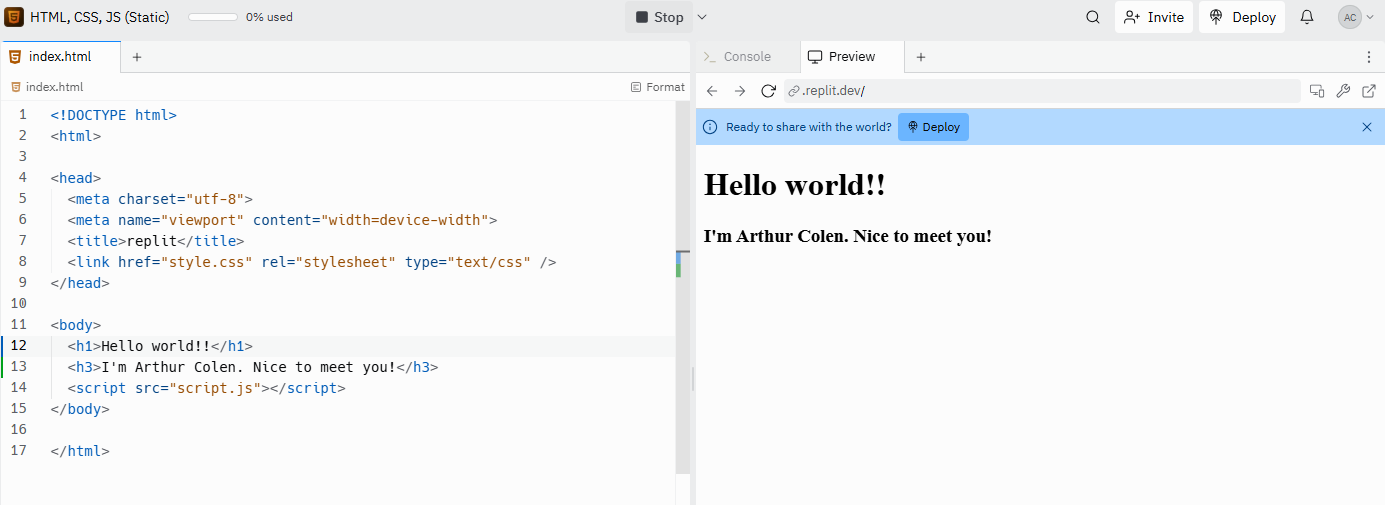 HTML, CSS, JS (Static) 0% used Stop Invite Deploy AC
index.html
index.html Format
1 <!DOCTYPE html>
2 <html>
3
4 <head>
5 <meta charset="utf-8">
6 <meta name="viewport" content="width=device-width">
7 <title>replit</title>
8 <link href="style.css" rel="stylesheet" type="text/css" />
9 </head>
10
11 <body>
12 <h1>Hello world!!</h1>
13 <h3>I'm Arthur Colen. Nice to meet you!</h3>
14 <script src="script.js"></script>
15 </body>
16
17 </html>
Console Preview
.replit.dev/
Ready to share with the world? Deploy
Hello world!!
I'm Arthur Colen. Nice to meet you!